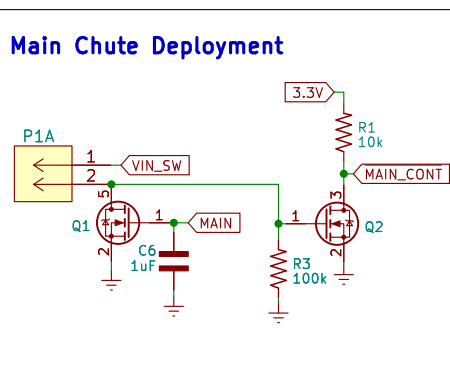 Main Chute Deployment
3.3V
P1A
R1
10k
1
VIN_SW
2
MAIN_CONT
5
3
1
MAIN
1
Q1
Q2
2
C6
1uF
2
R3
100k